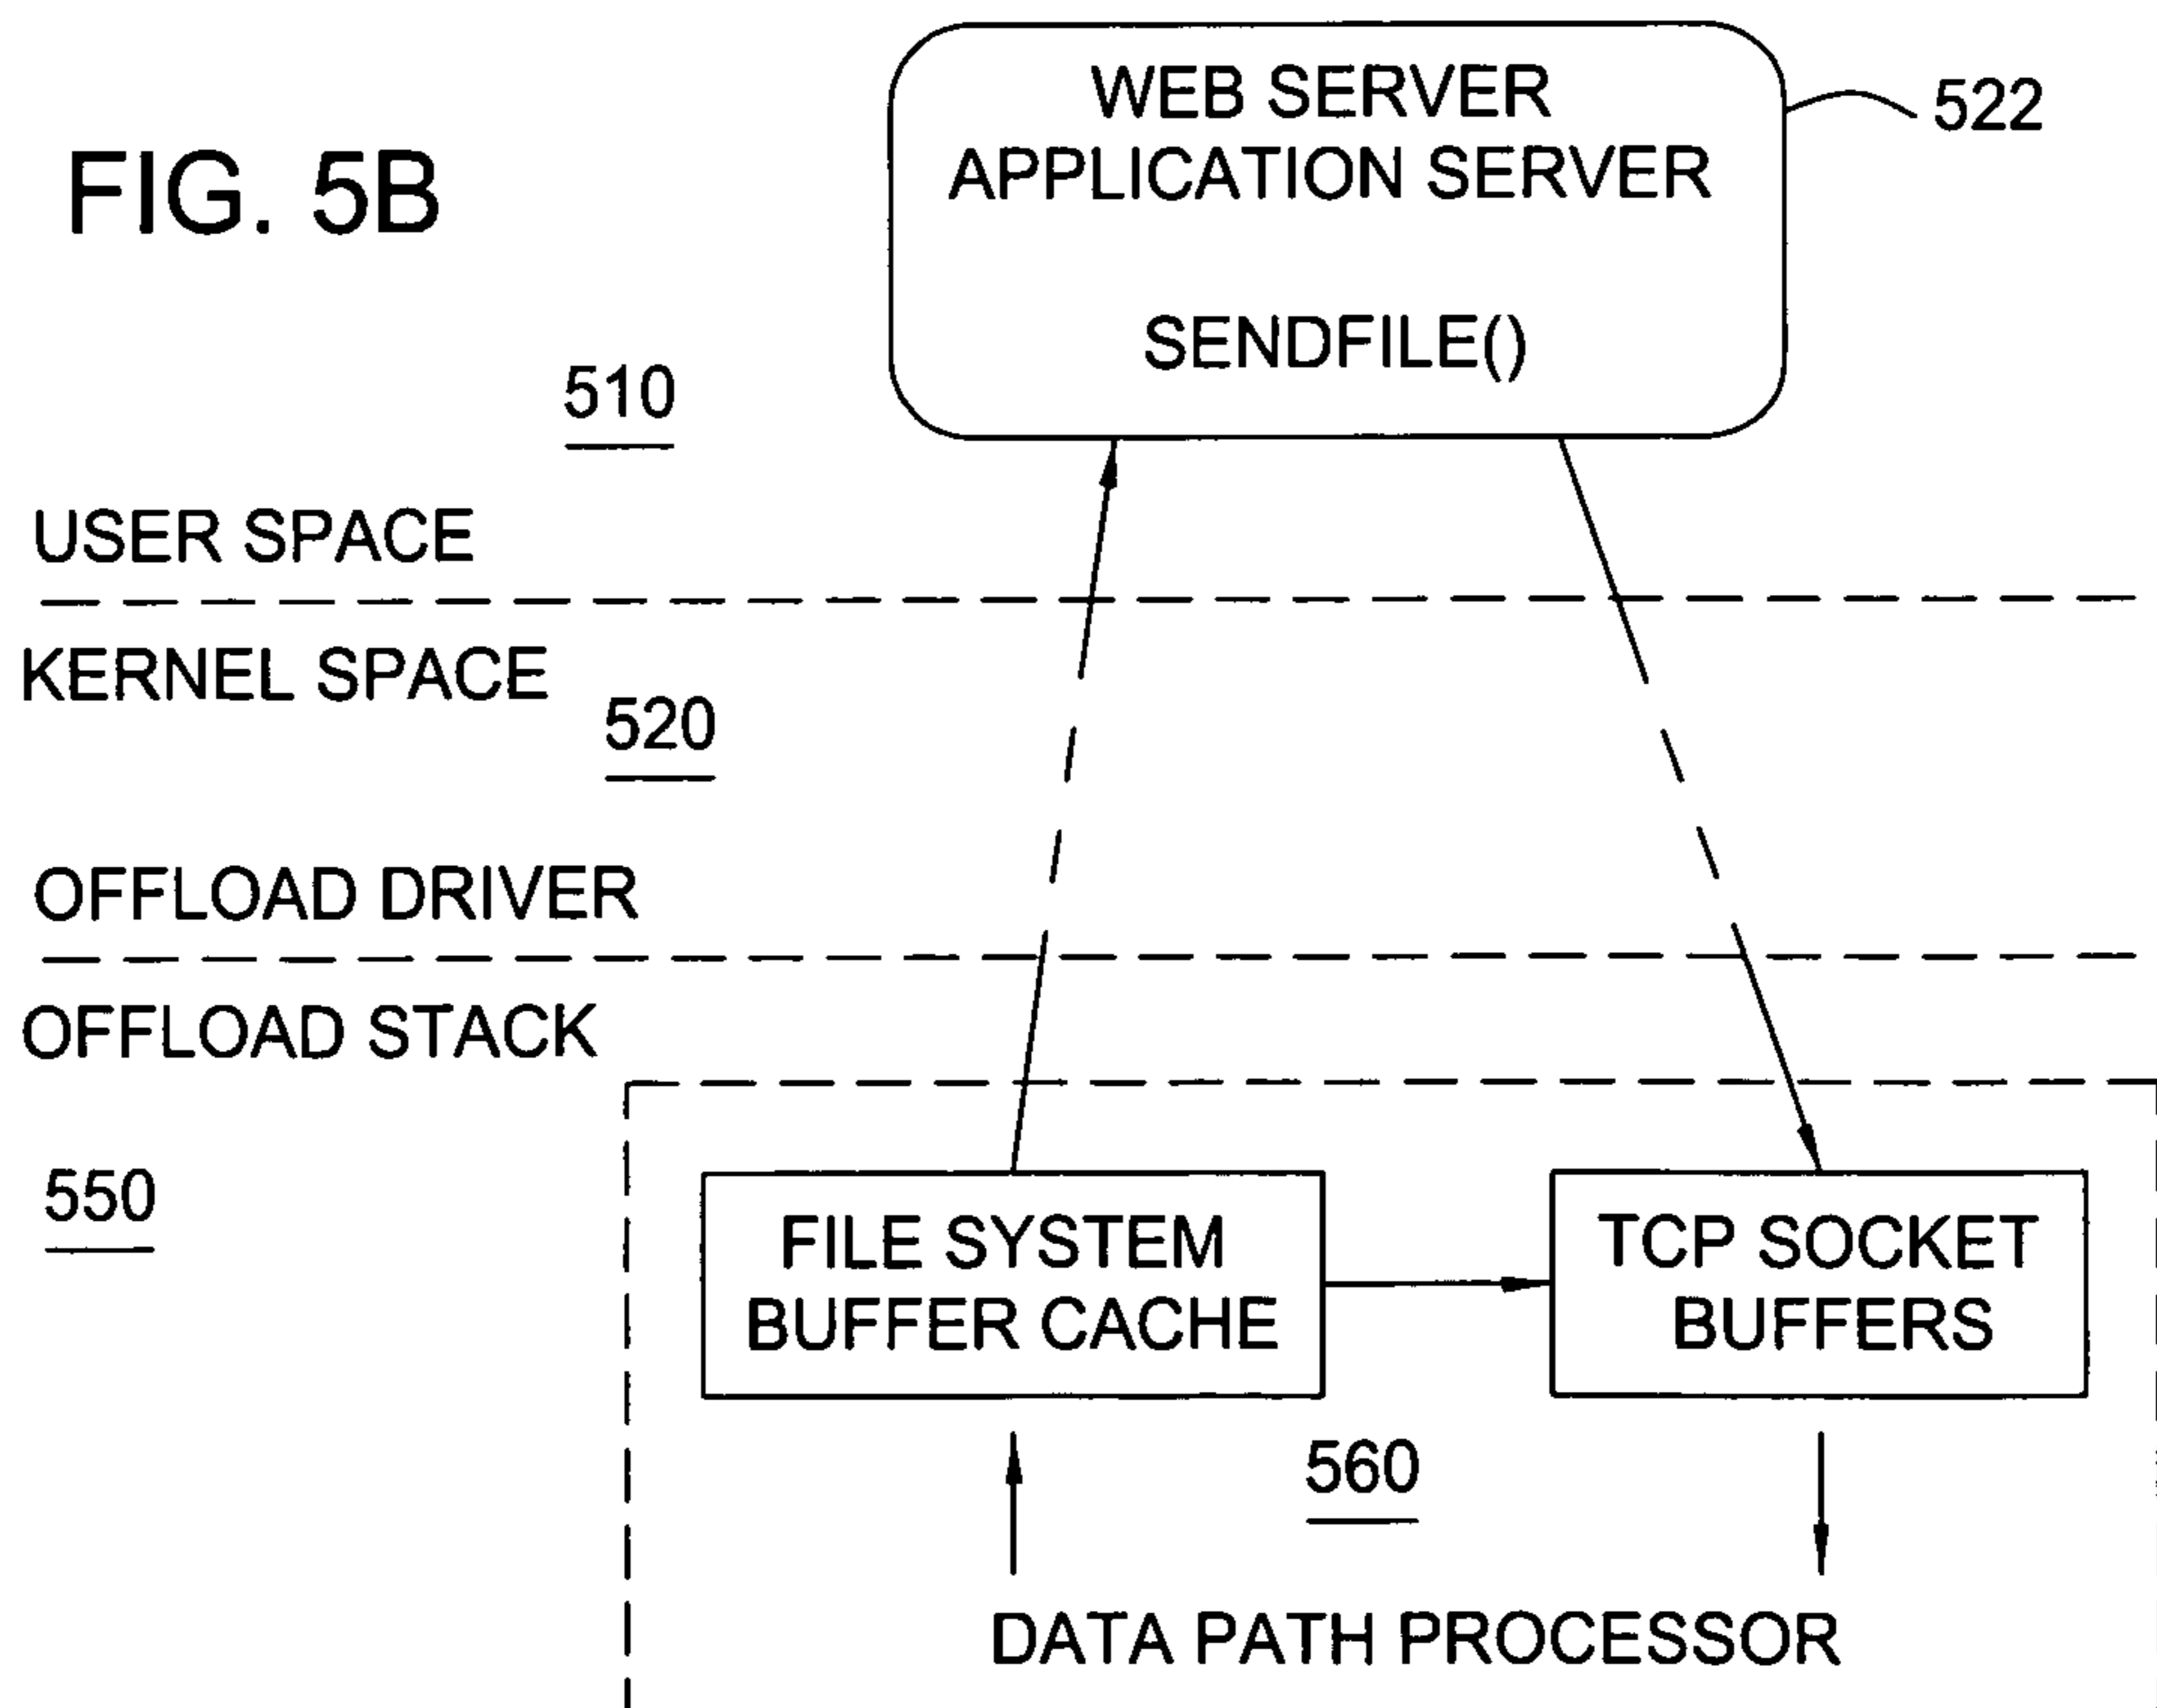 FIG. 5B
WEB SERVER
APPLICATION SERVER
SENDFILE()
522
510
USER SPACE
KERNEL SPACE
520
OFFLOAD DRIVER
OFFLOAD STACK
550
FILE SYSTEM
BUFFER CACHE
TCP SOCKET
BUFFERS
560
DATA PATH PROCESSOR